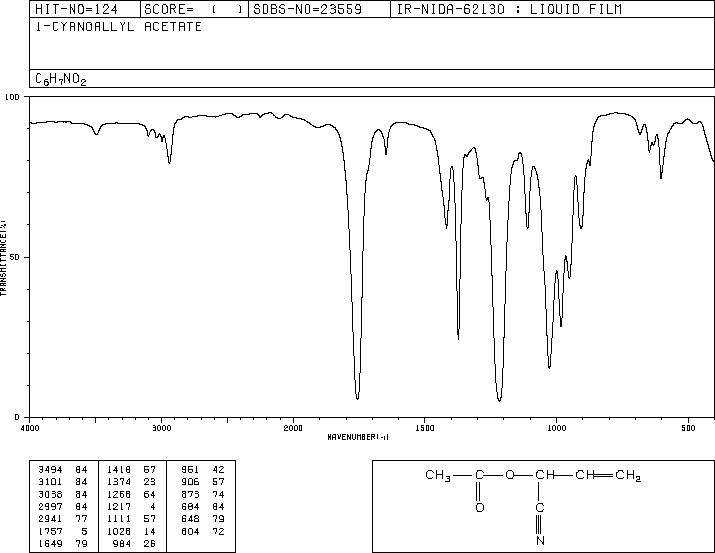 HIT-NO=124 SCORE= ( ) SDBS-NO=23559 IR-NIDA-62130 : LIQUID FILM
1-CYANOALLYL ACETATE
C6H7NO2
100
50
0
TRANSMITTANCE(%)
4000 3000 2000 1500 1000 500
WAVENUMBER(-1)
3494 84 1418 57 951 42
3101 84 1374 23 906 57
3038 84 1268 64 873 74
2997 84 1217 4 684 84
2941 77 1111 57 648 79
1757 5 1028 14 604 72
1649 79 984 26
CH3 C O CH CH CH2
O C
N